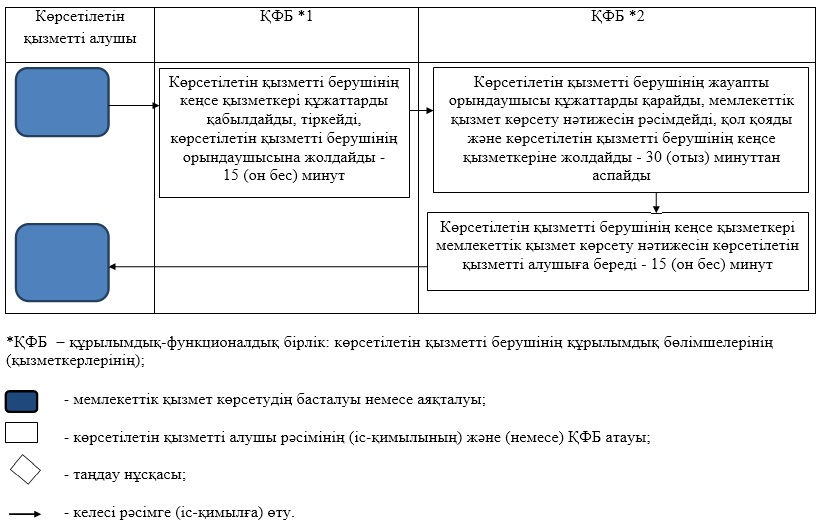 Көрсетілетін
қызметті алушы
ҚФБ *1
ҚФБ *2
Көрсетілетін қызметті берушінің
кеңсе қызметкері құжаттарды
қабылдайды, тіркейді,
көрсетілетін қызметті берушінің
орындаушысына жолдайды -
15 (он бес) минут
Көрсетілетін қызметті берушінің жауапты
орындаушысы құжаттарды қарайды, мемлекеттік
қызмет көрсету нәтижесін рәсімдейді, қол қояды
және көрсетілетін қызметті берушінің кеңсе
қызметкеріне жолдайды - 30 (отыз) минуттан
аспайды
Көрсетілетін қызметті берушінің кеңсе қызметкері
мемлекеттік қызмет көрсету нәтижесін көрсетілетін
қызметті алушыға береді - 15 (он бес) минут
*ҚФБ – құрылымдық-функционалдық бірлік: көрсетілетін қызметті берушінің құрылымдық бөлімшелерінің
(қызметкерлерінің);
- мемлекеттік қызмет көрсетудің басталуы немесе аяқталуы;
- көрсетілетін қызметті алушы рәсімінің (іс-қимылының) және (немесе) ҚФБ атауы;
- таңдау нұсқасы;
- келесі рәсімге (іс-қимылға) өту.